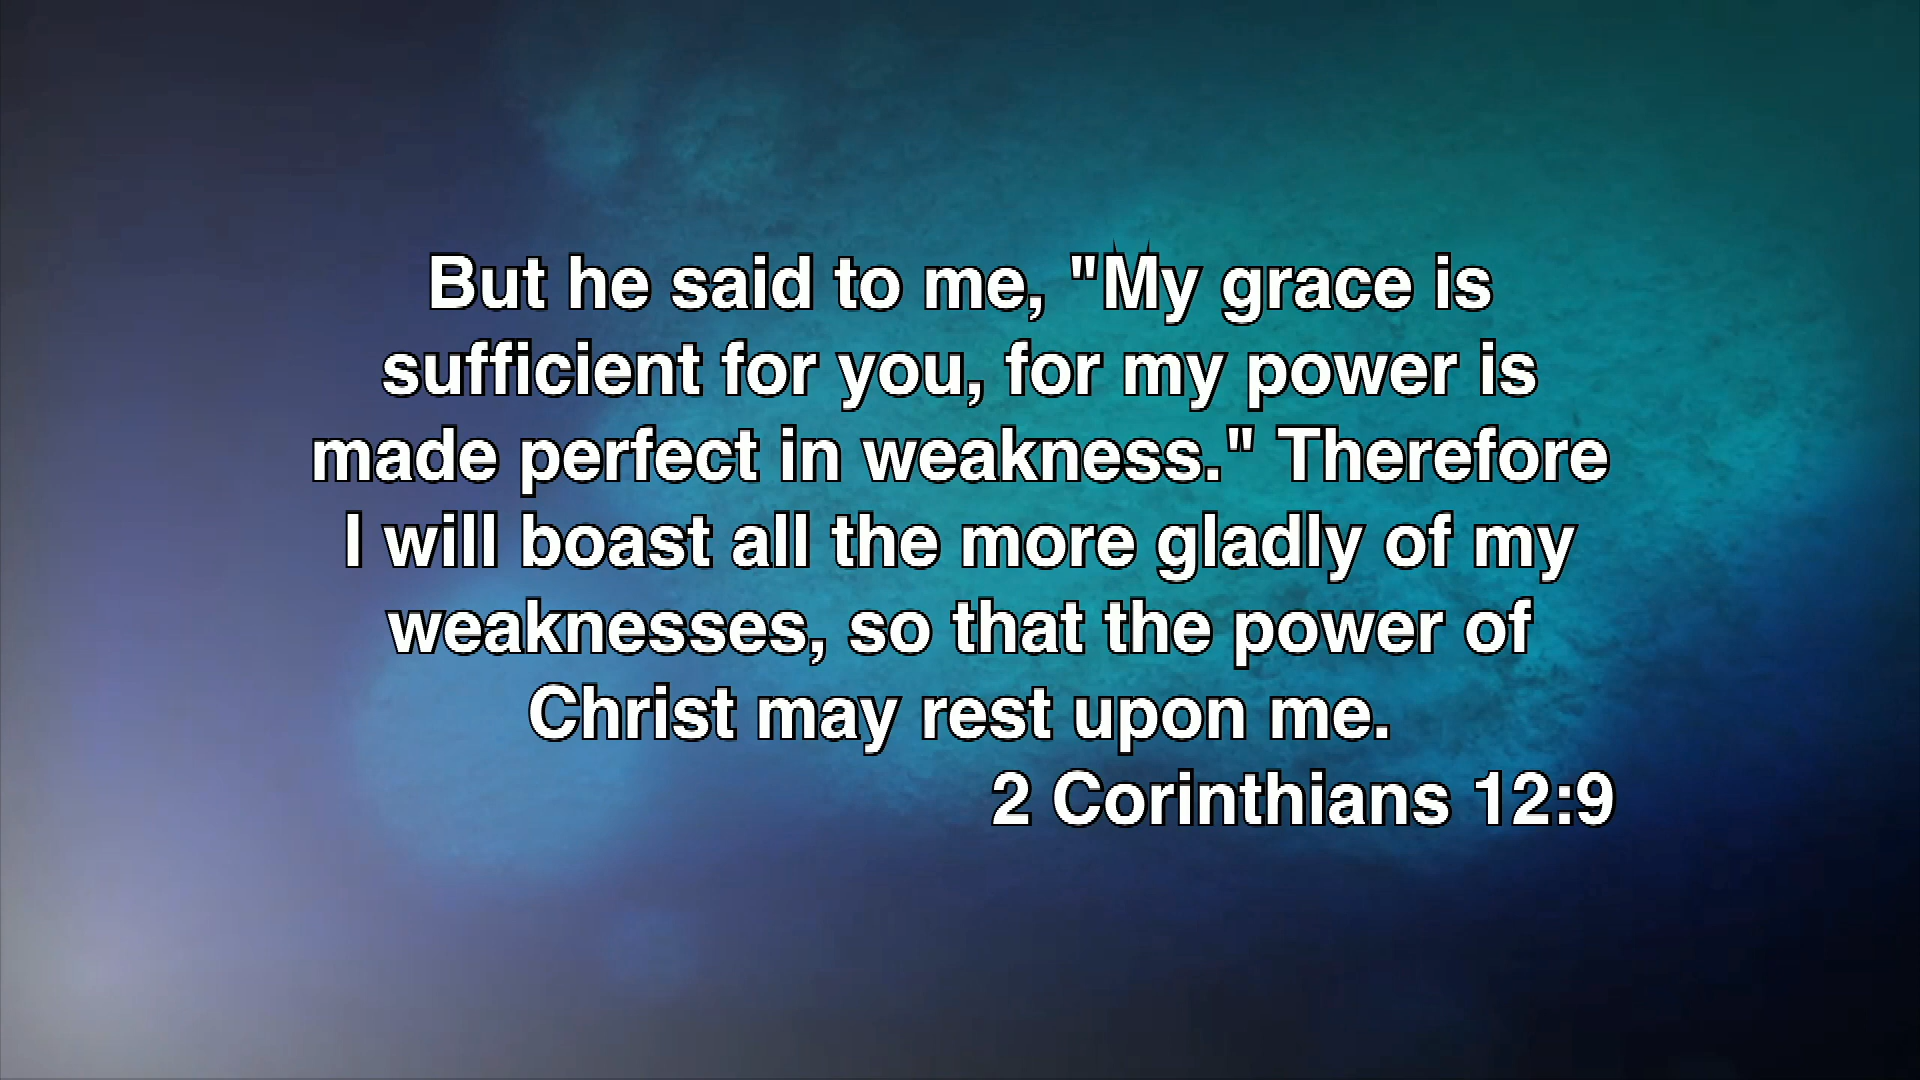 But he said to me, "My grace is
sufficient for you, for my power is
made perfect in weakness." Therefore
I will boast all the more gladly of my
weaknesses, so that the power of
Christ may rest upon me.
2 Corinthians 12:9